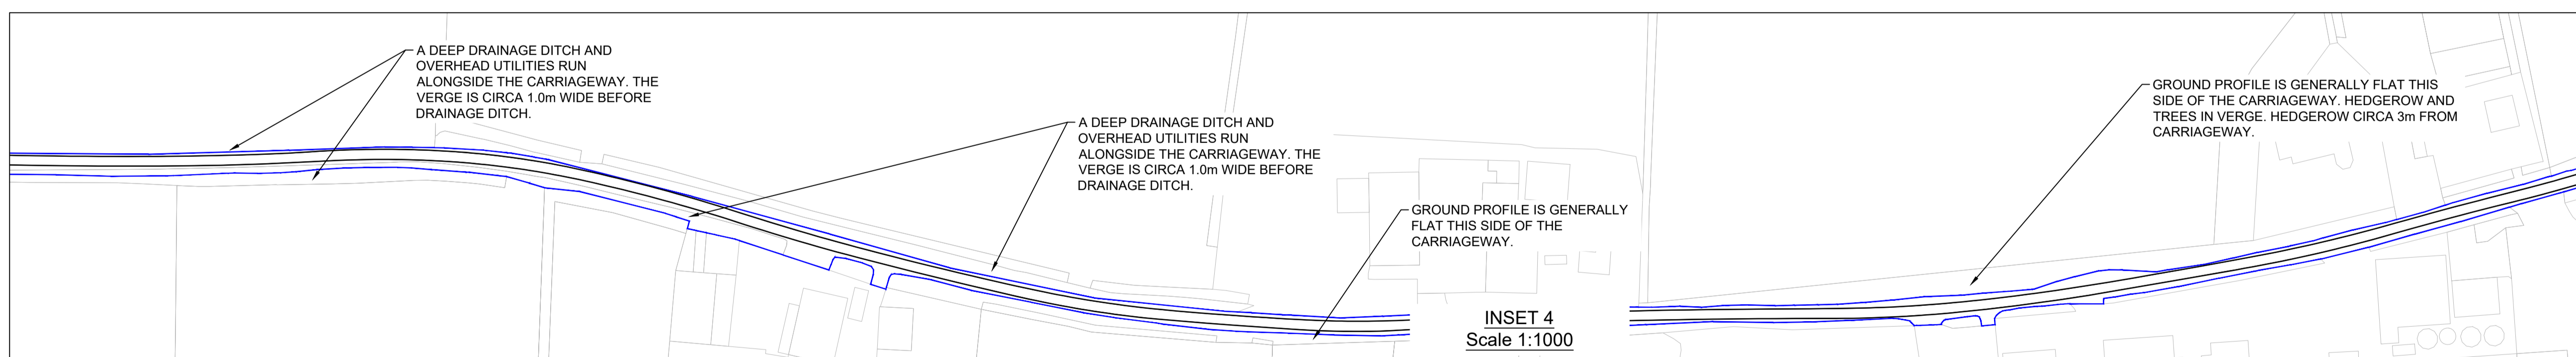 A DEEP DRAINAGE DITCH AND
OVERHEAD UTILITIES RUN
ALONGSIDE THE CARRIAGEWAY. THE
VERGE IS CIRCA 1.0m WIDE BEFORE
DRAINAGE DITCH.
A DEEP DRAINAGE DITCH AND
OVERHEAD UTILITIES RUN
ALONGSIDE THE CARRIAGEWAY. THE
VERGE IS CIRCA 1.0m WIDE BEFORE
DRAINAGE DITCH.
GROUND PROFILE IS GENERALLY
FLAT THIS SIDE OF THE
CARRIAGEWAY.
INSET 4
Scale 1:1000
GROUND PROFILE IS GENERALLY FLAT THIS
SIDE OF THE CARRIAGEWAY. HEDGEROW AND
TREES IN VERGE. HEDGEROW CIRCA 3m FROM
CARRIAGEWAY.